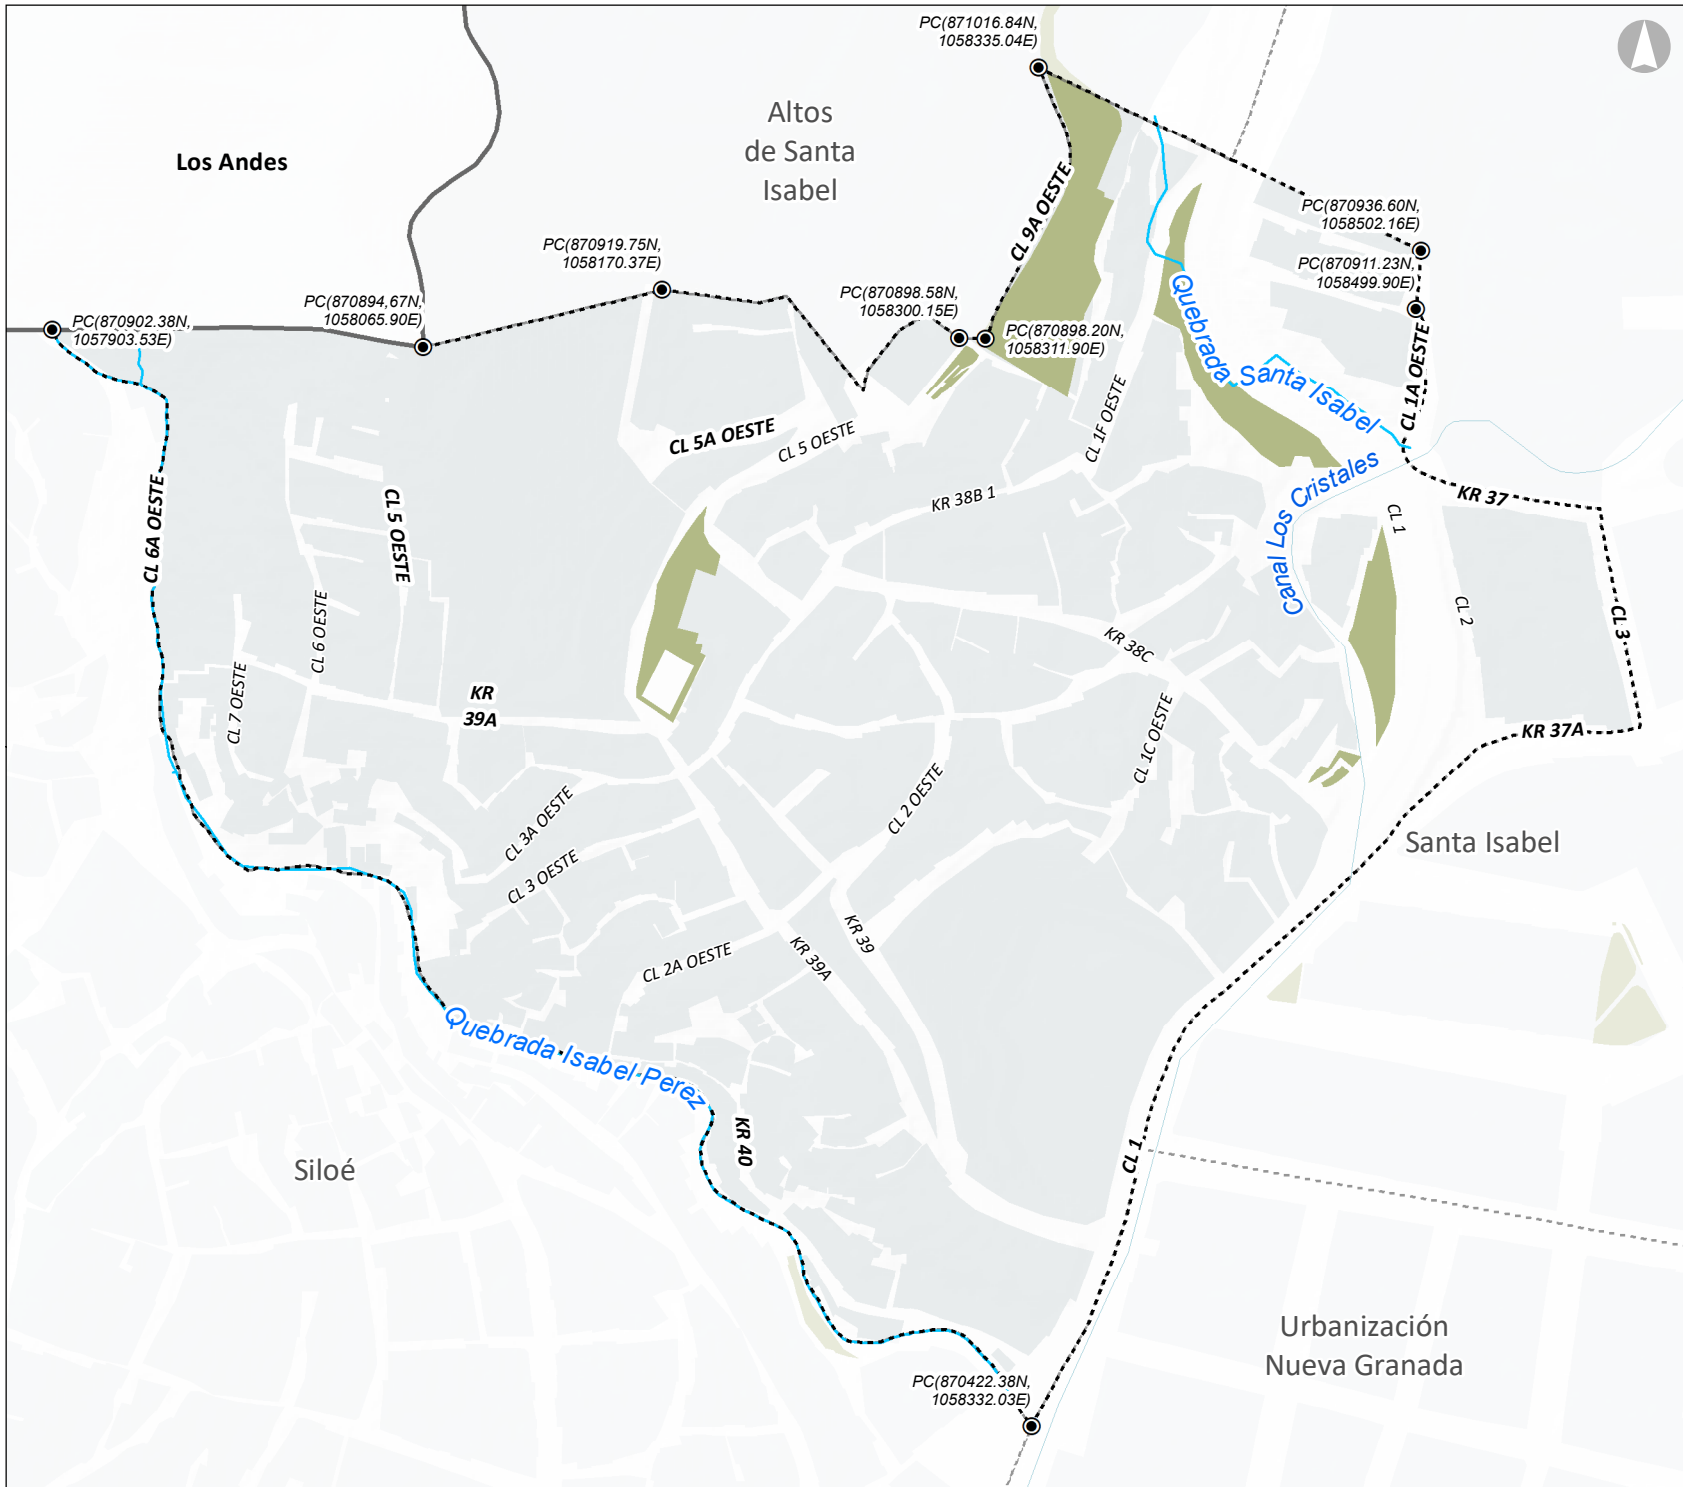 PC(871016.84N,
1058335.04E)
Altos
de Santa
Isabel
Los Andes
CL 9A OESTE
PC(870936.60N,
1058502.16E)
PC(870919.75N,
1058170.37E)
PC(870911.23N,
1058499.90E)
PC(870898.58N,
1058300.15E)
PC(870894,67N,
1058065.90E)
PC(870902.38N,
1057903.53E)
PC(870898.20N,
1058311.90E)
Quebrada Santa Isabel
CL 1A OESTE
CL 1F OESTE
CL 5A OESTE
CL 5 OESTE
KR 38B 1
Canal Los Cristales
KR 37
CL 1
CL 6A OESTE
CL 5 OESTE
CL 6 OESTE
CL 2
CL 3
KR 38C
CL 7 OESTE
KR
39A
CL 1C OESTE
KR 37A
CL 3A OESTE
CL 2 OESTE
Santa Isabel
CL 3 OESTE
KR 39
KR 39A
CL 2A OESTE
Quebrada Isabel Perez
KR 40
CL 1
Siloé
Urbanización
Nueva Granada
PC(870422.38N,
1058332.03E)